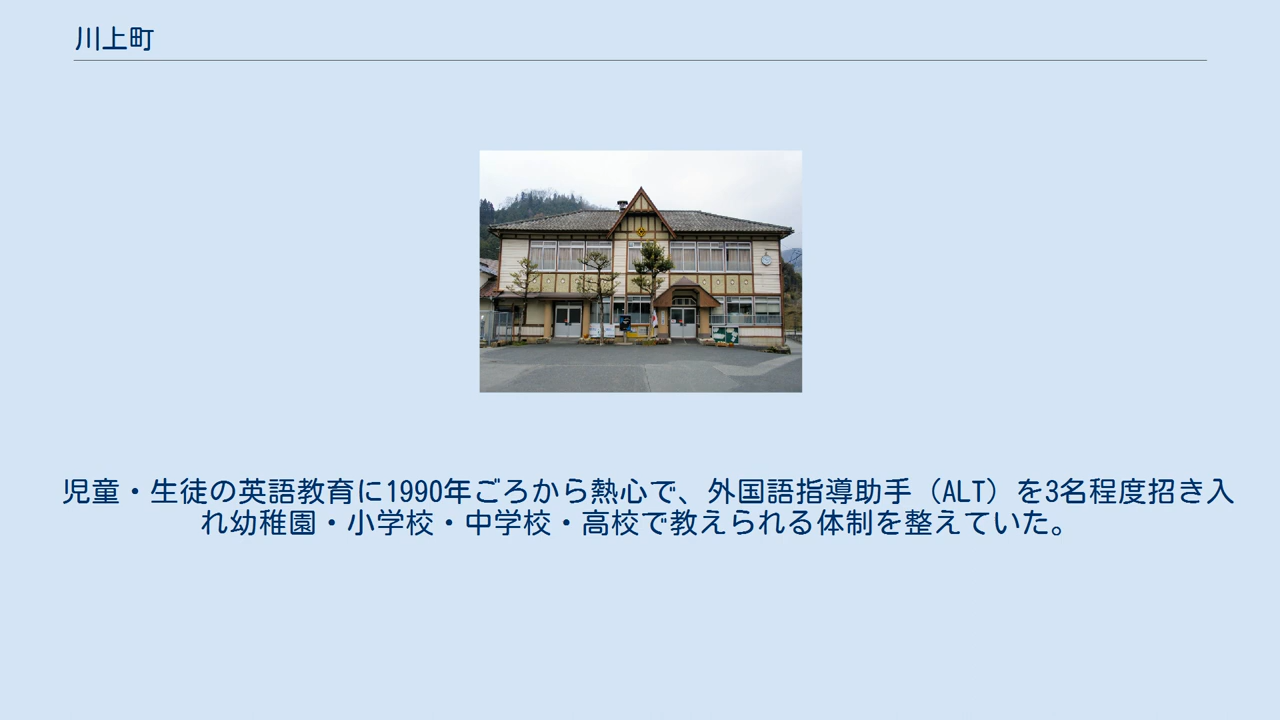 川上町
児童・生徒の英語教育に1990年ごろから熱心で、外国語指導助手（ALT）を3名程度招き入
れ幼稚園・小学校・中学校・高校で教えられる体制を整えていた。